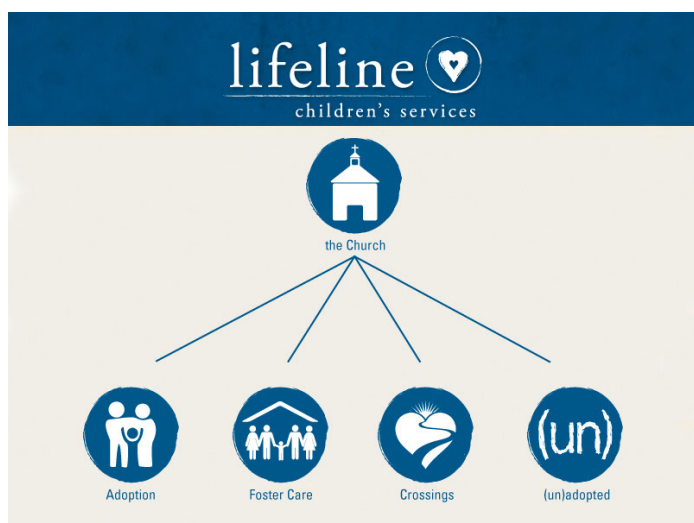 lifeline
children's services
the Church
(un)
Adoption
Foster Care
Crossings
(un)adopted